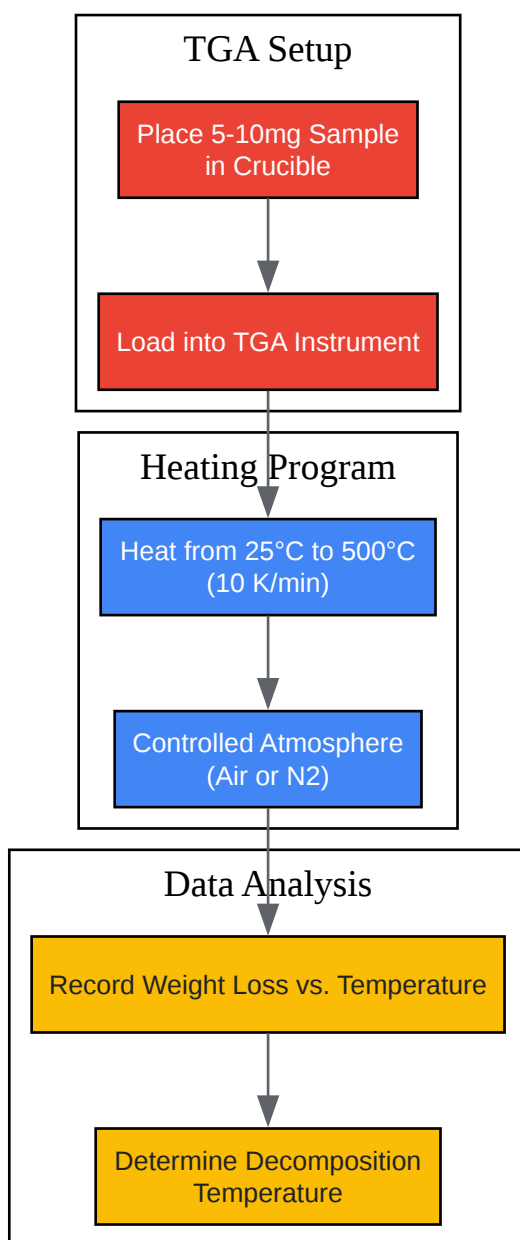 TGA Setup
Place 5-10mg Sample
in Crucible
Load into TGA Instrument
Heating Program
Heat from 25°C to 500°C
(10 K/min)
Controlled Atmosphere
(Air or N2)
Data Analysis
Record Weight Loss vs. Temperature
Determine Decomposition
Temperature